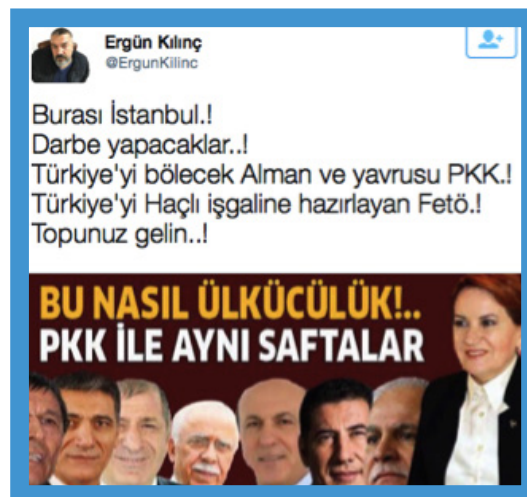 Ergün Kılınç
@ErgunKilinc
Burası İstanbul.!
Darbe yapacaklar..!
Türkiye'yi bölecek Alman ve yavrusu PKK.!
Türkiye'yi Haçlı işgaline hazırlayan Fetö.!
Topunuz gelin..!
BU NASIL ÜLKÜCÜLÜK!..
PKK İLE AYNI SAFTALAR